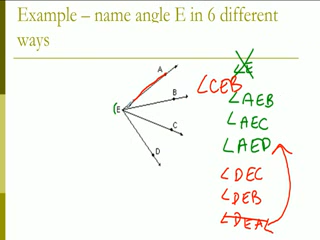 Example – name angle E in 6 different
ways
A
B
E
C
D
∠E
∠CEB
∠AEB
∠AEC
∠AED
∠DEC
∠DEB
∠DEA